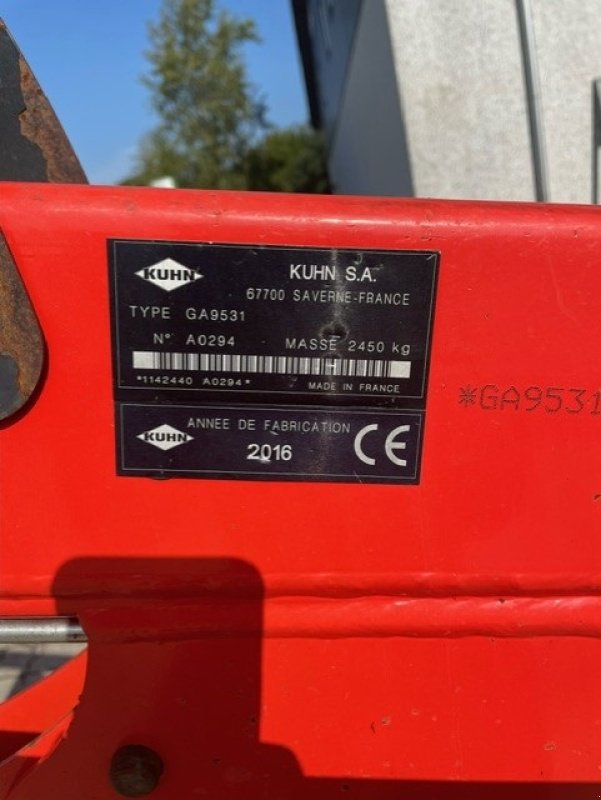 KUHN
KUHN S.A.
67700 SAVERNE-FRANCE
TYPE GA9531
N° A0294 MASSE 2450 kg
*1142440 A0294*
MADE IN FRANCE
KUHN
ANNEE DE FABRICATION
2016
CE
*GA9531